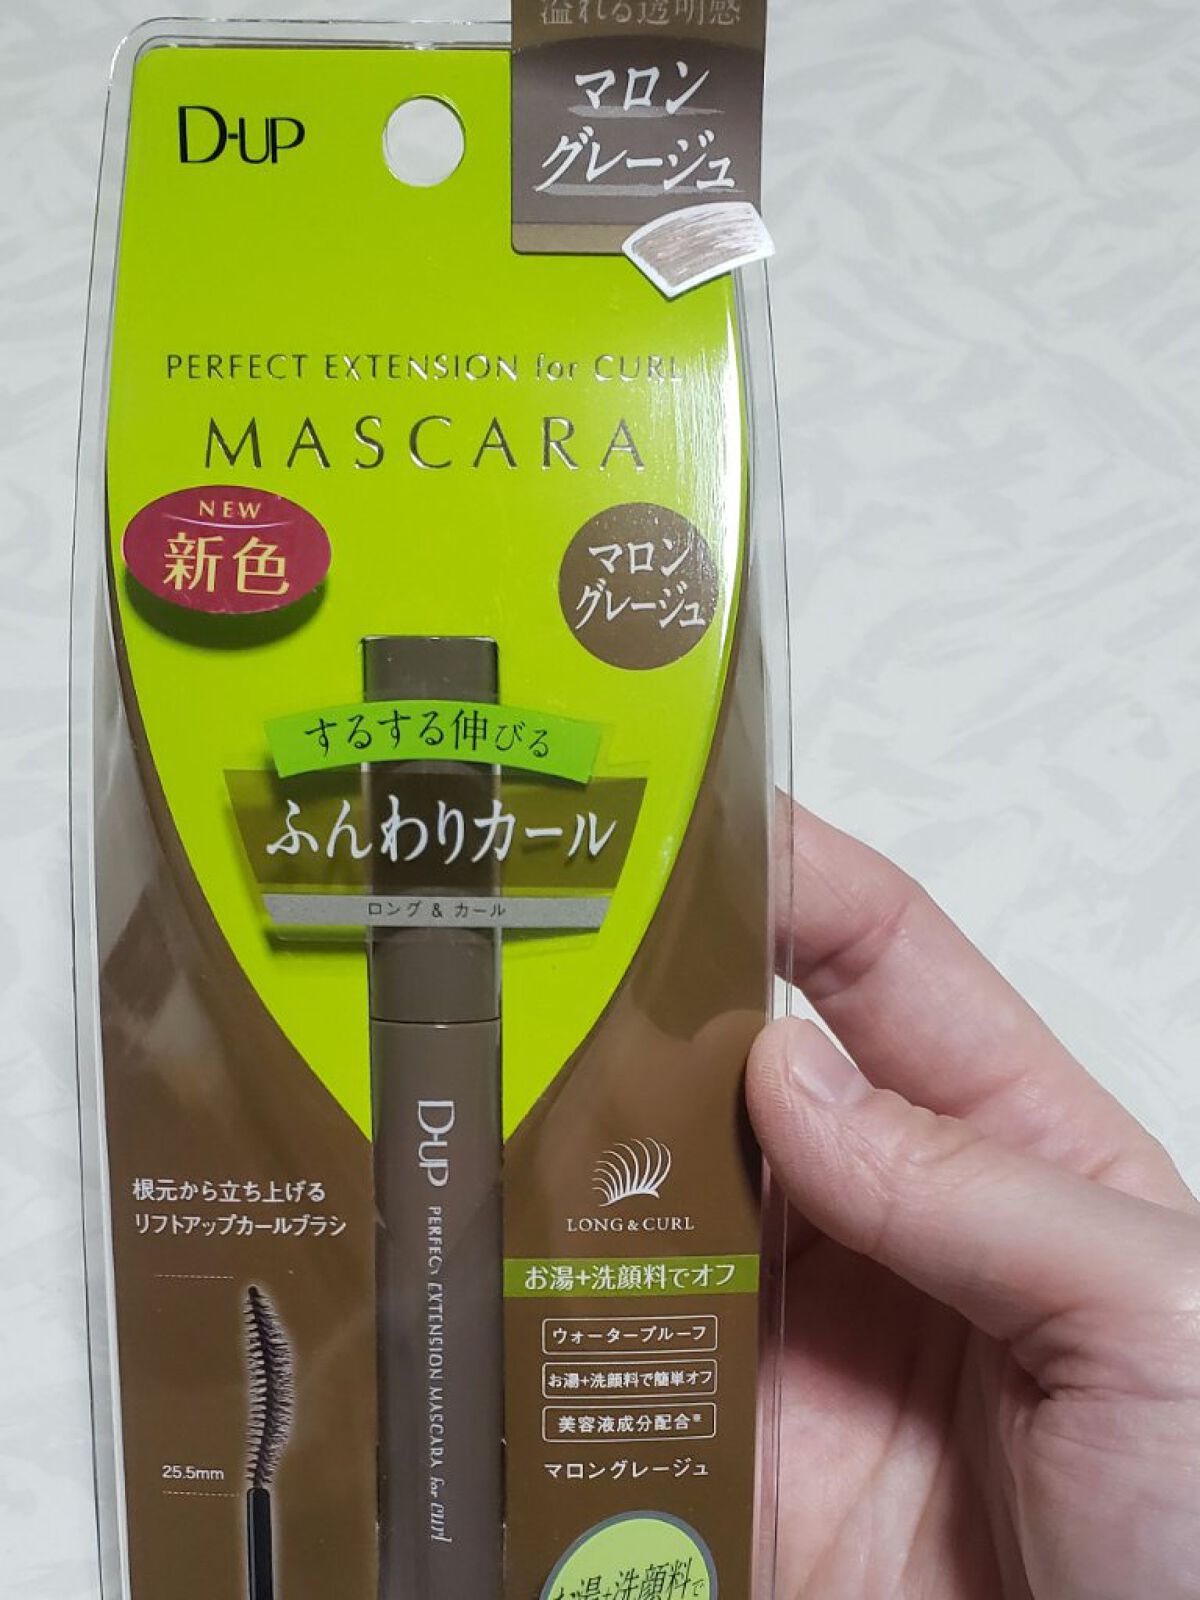 溢れる透明感
マロン
グレージュ
D-UP
PERFECT EXTENSION for CURL
MASCARA
NEW
新色
マロン
グレージュ
するする伸びる
ふんわりカール
ロング & カール
D-UP
PERFECT EXTENSION MASCARA for curl
根元から立ち上げる
リフトアップカールブラシ
25.5mm
LONG & CURL
お湯+洗顔料でオフ
ウォータープルーフ
お湯+洗顔料で簡単オフ
美容液成分配合※
マロングレージュ
お湯+洗顔料で